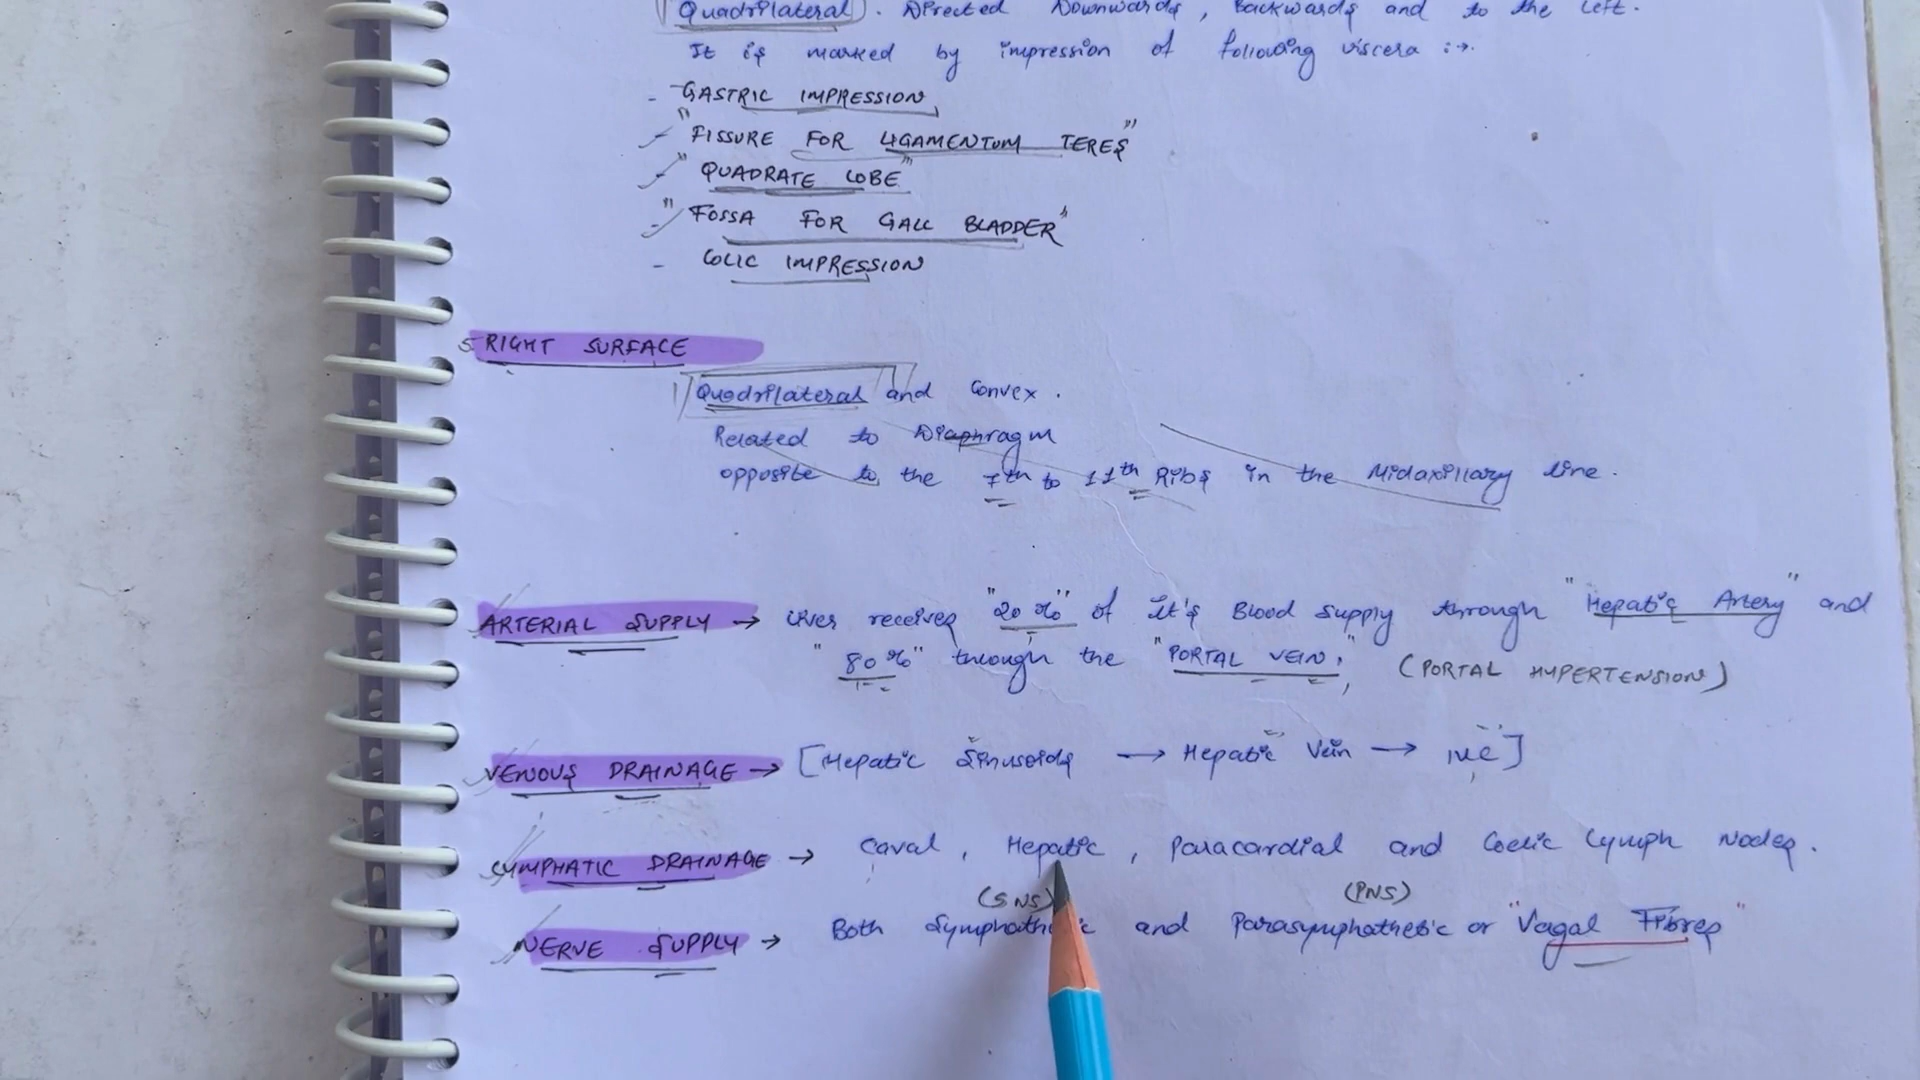 Quadrilateral. Directed Downwards, Backwards and to the left.
It is marked by impression of following viscera :→.
- GASTRIC IMPRESSION
- "FISSURE FOR LIGAMENTUM TERES"
- "QUADRATE LOBE"
- "FOSSA FOR GALL BLADDER"
- COLIC IMPRESSION
5. RIGHT SURFACE
Quadrilateral and Convex.
Related to Diaphragm
opposite to the 7th to 11th Ribs in the Midaxillary line.
ARTERIAL SUPPLY → Liver receives "20%" of It's Blood Supply through "Hepatic Artery" and
"80%" through the "PORTAL VEIN." (PORTAL HYPERTENSION)
VENOUS DRAINAGE → [Hepatic Sinusoids → Hepatic Vein → IVC]
LYMPHATIC DRAINAGE → Caval, Hepatic, Paracardial and Coelic Lymph Nodes.
(SNS) (PNS)
NERVE SUPPLY → Both Symphathetic and Parasymphathetic or "Vagal Fibres"